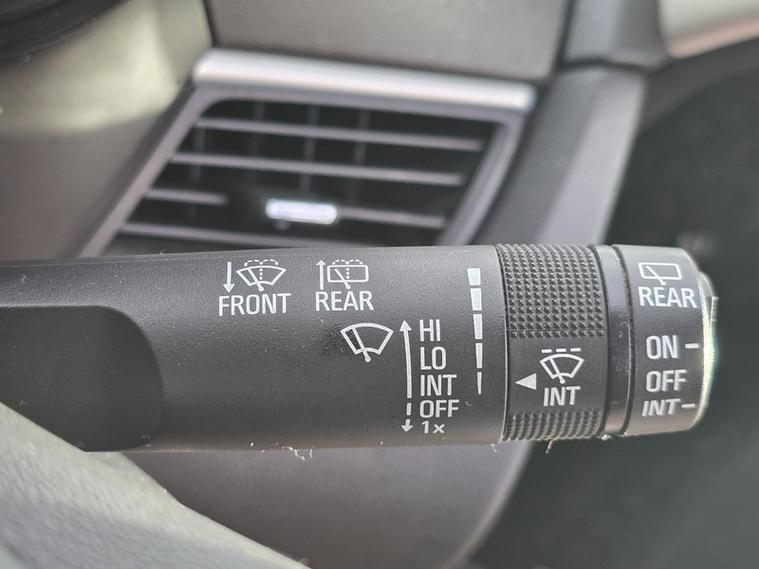 FRONT
REAR
HI
LO
INT
OFF
1x
INT
REAR
ON
OFF
INT